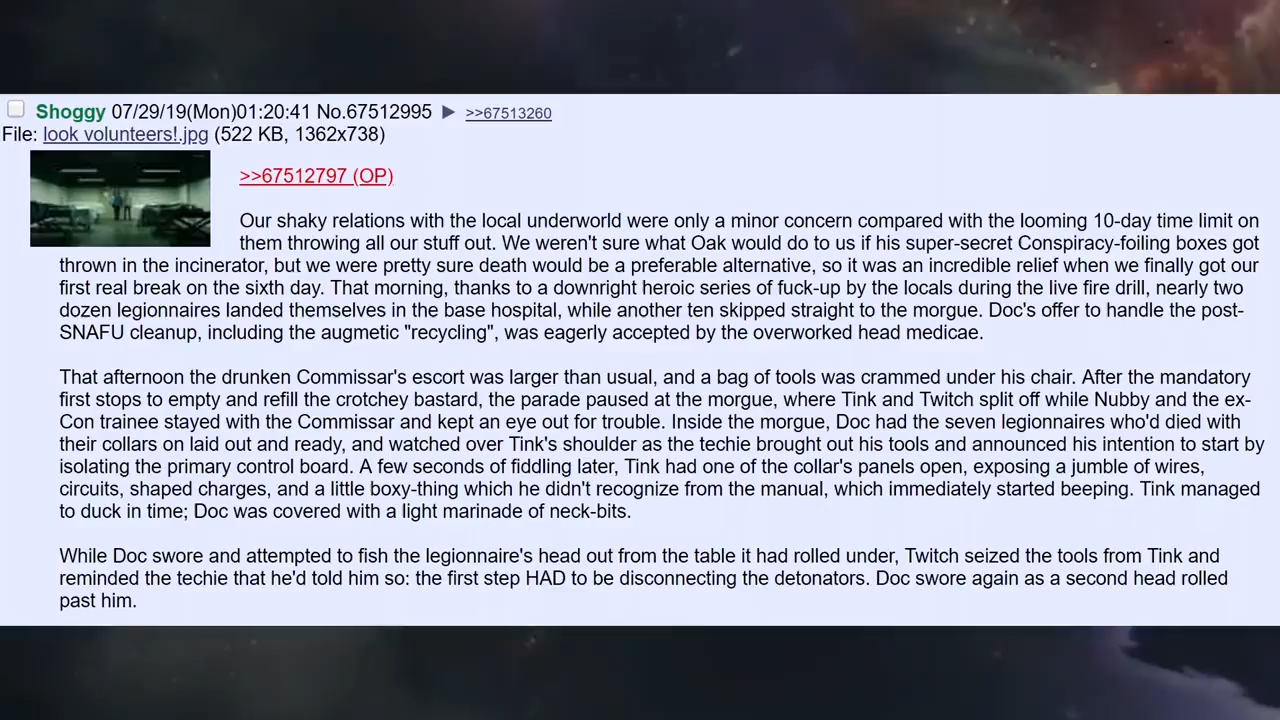 Shoggy 07/29/19(Mon)01:20:41 No.67512995 ▶ >>67513260
File: look volunteers!.jpg (522 KB, 1362x738)
>>67512797 (OP)
Our shaky relations with the local underworld were only a minor concern compared with the looming 10-day time limit on
them throwing all our stuff out. We weren't sure what Oak would do to us if his super-secret Conspiracy-foiling boxes got
thrown in the incinerator, but we were pretty sure death would be a preferable alternative, so it was an incredible relief when we finally got our
first real break on the sixth day. That morning, thanks to a downright heroic series of fuck-up by the locals during the live fire drill, nearly two
dozen legionnaires landed themselves in the base hospital, while another ten skipped straight to the morgue. Doc's offer to handle the post-
SNAFU cleanup, including the augmetic "recycling", was eagerly accepted by the overworked head medicae.
That afternoon the drunken Commissar's escort was larger than usual, and a bag of tools was crammed under his chair. After the mandatory
first stops to empty and refill the crotchey bastard, the parade paused at the morgue, where Tink and Twitch split off while Nubby and the ex-
Con trainee stayed with the Commissar and kept an eye out for trouble. Inside the morgue, Doc had the seven legionnaires who'd died with
their collars on laid out and ready, and watched over Tink's shoulder as the techie brought out his tools and announced his intention to start by
isolating the primary control board. A few seconds of fiddling later, Tink had one of the collar's panels open, exposing a jumble of wires,
circuits, shaped charges, and a little boxy-thing which he didn't recognize from the manual, which immediately started beeping. Tink managed
to duck in time; Doc was covered with a light marinade of neck-bits.
While Doc swore and attempted to fish the legionnaire's head out from the table it had rolled under, Twitch seized the tools from Tink and
reminded the techie that he'd told him so: the first step HAD to be disconnecting the detonators. Doc swore again as a second head rolled
past him.